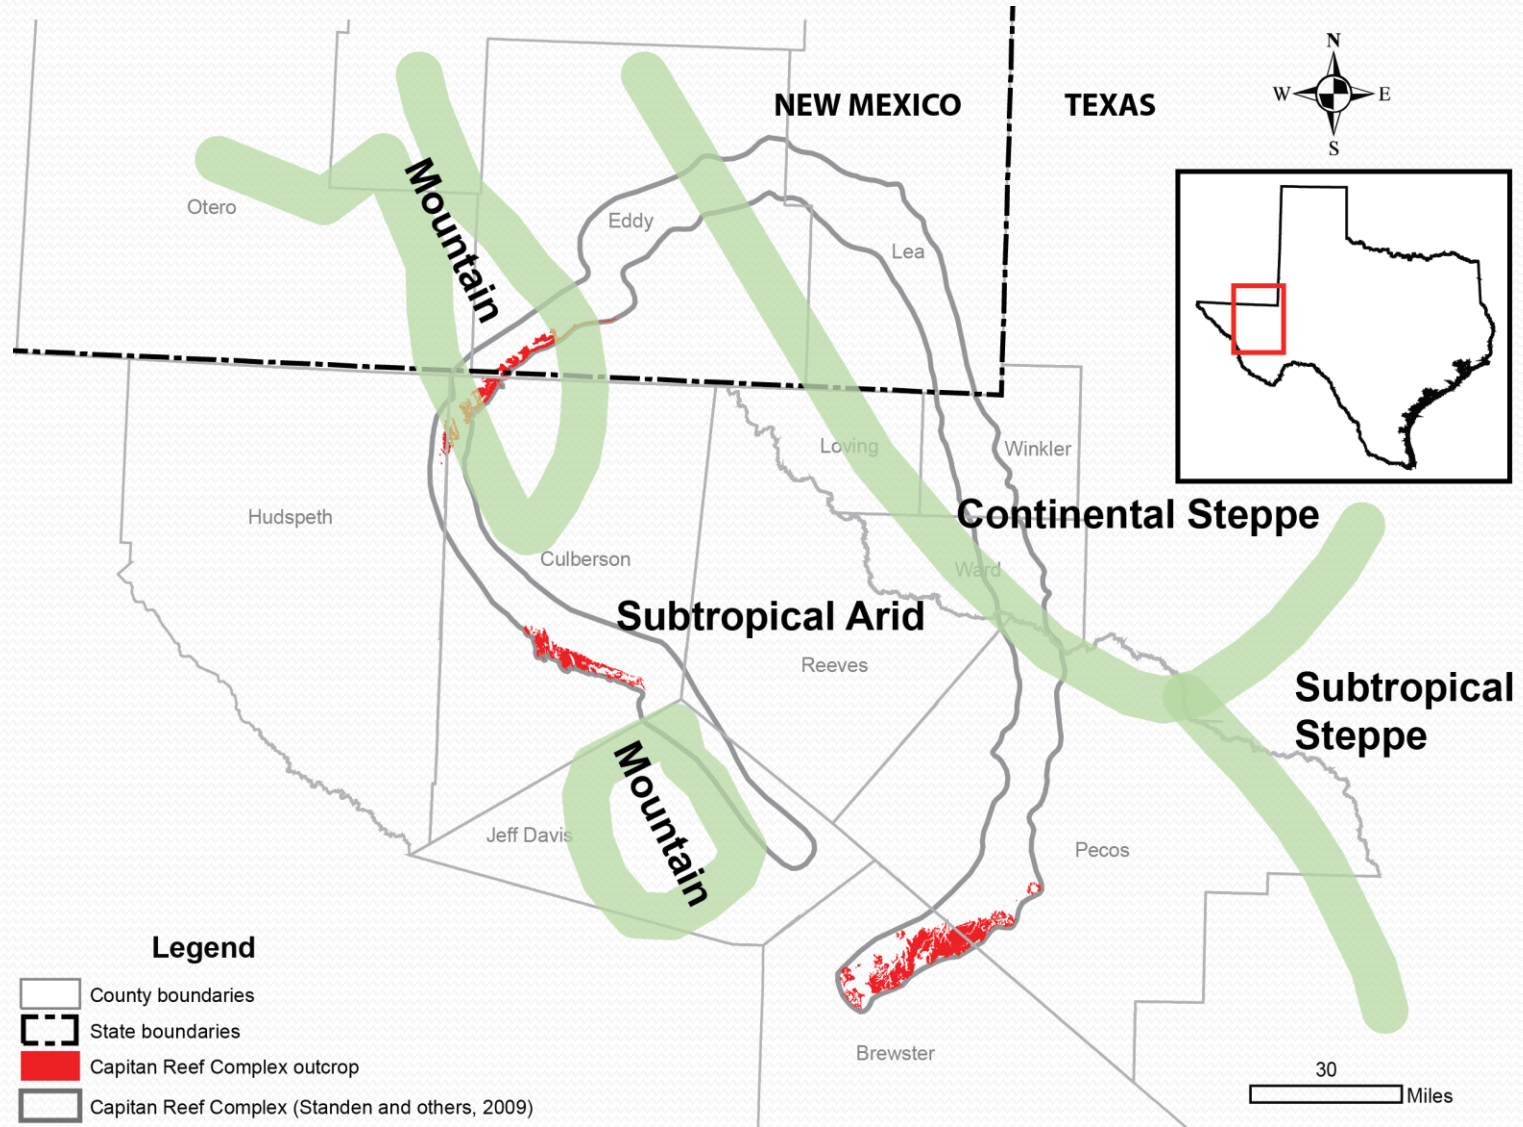 N
NEW MEXICO
TEXAS
W
E
S
Mountain
Otero
Eddy
Lea
Loving
Winkler
Continental Steppe
Hudspeth
Culberson
Ward
Subtropical Arid
Reeves
Subtropical
Steppe
Mountain
Jeff Davis
Pecos
Legend
County boundaries
State boundaries
Capitan Reef Complex outcrop
Capitan Reef Complex (Standen and others, 2009)
Brewster
30
Miles